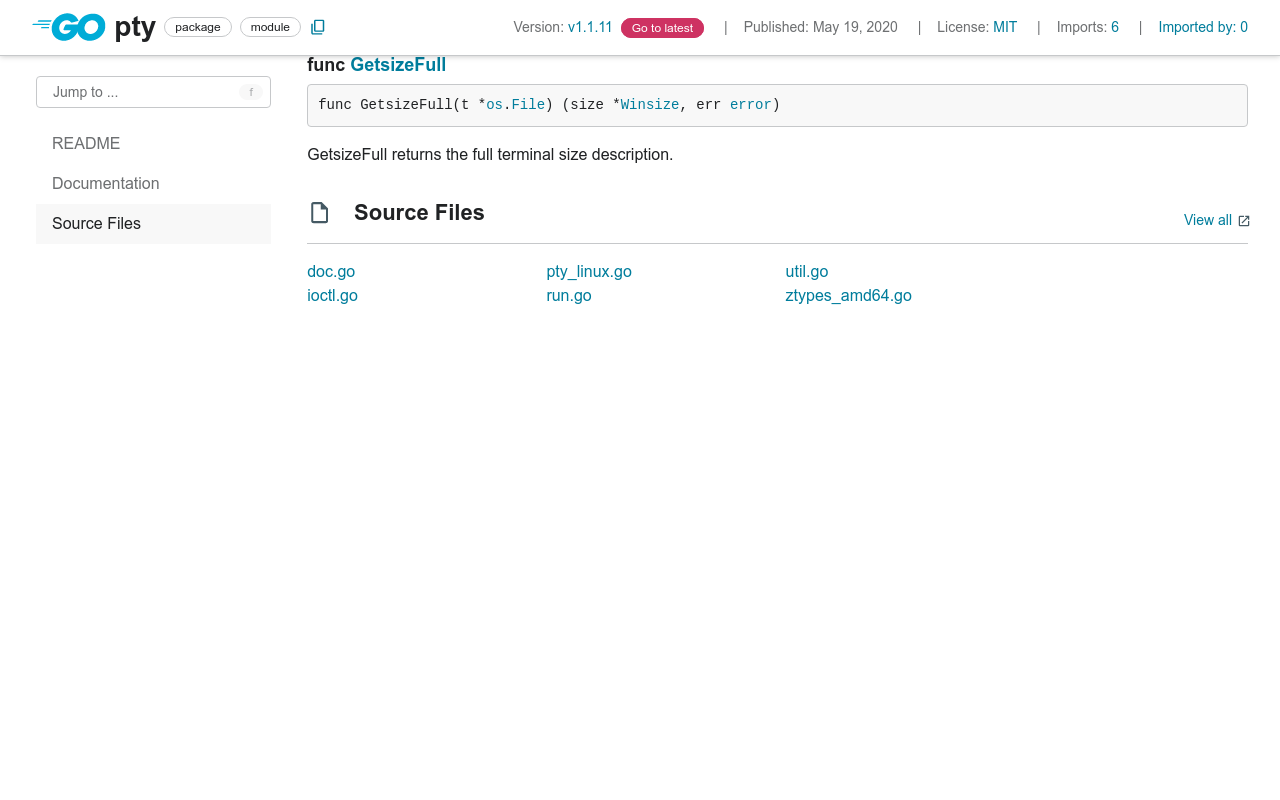 GO pty package module Version: v1.1.11 Go to latest | Published: May 19, 2020 | License: MIT | Imports: 6 | Imported by: 0
Jump to ... f
README
Documentation
Source Files
func GetsizeFull
func GetsizeFull(t *os.File) (size *Winsize, err error)
GetsizeFull returns the full terminal size description.
Source Files
View all
doc.go pty_linux.go util.go
ioctl.go run.go ztypes_amd64.go